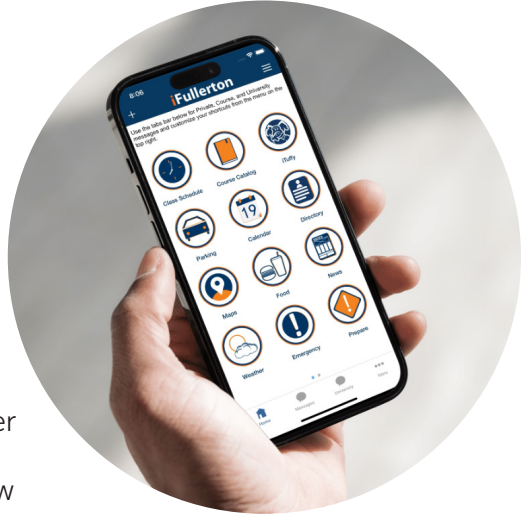 8:06
iFullerton
Use the tabs bar below for Private, Course, and University
messages and customize your shortcuts from the menu on the
top right.
Class Schedule
Course Catalog
iTuffy
Parking
19
Calendar
Directory
Maps
Food
News
Weather
Emergency
Prepare
Home
Messages
University
More
er
w